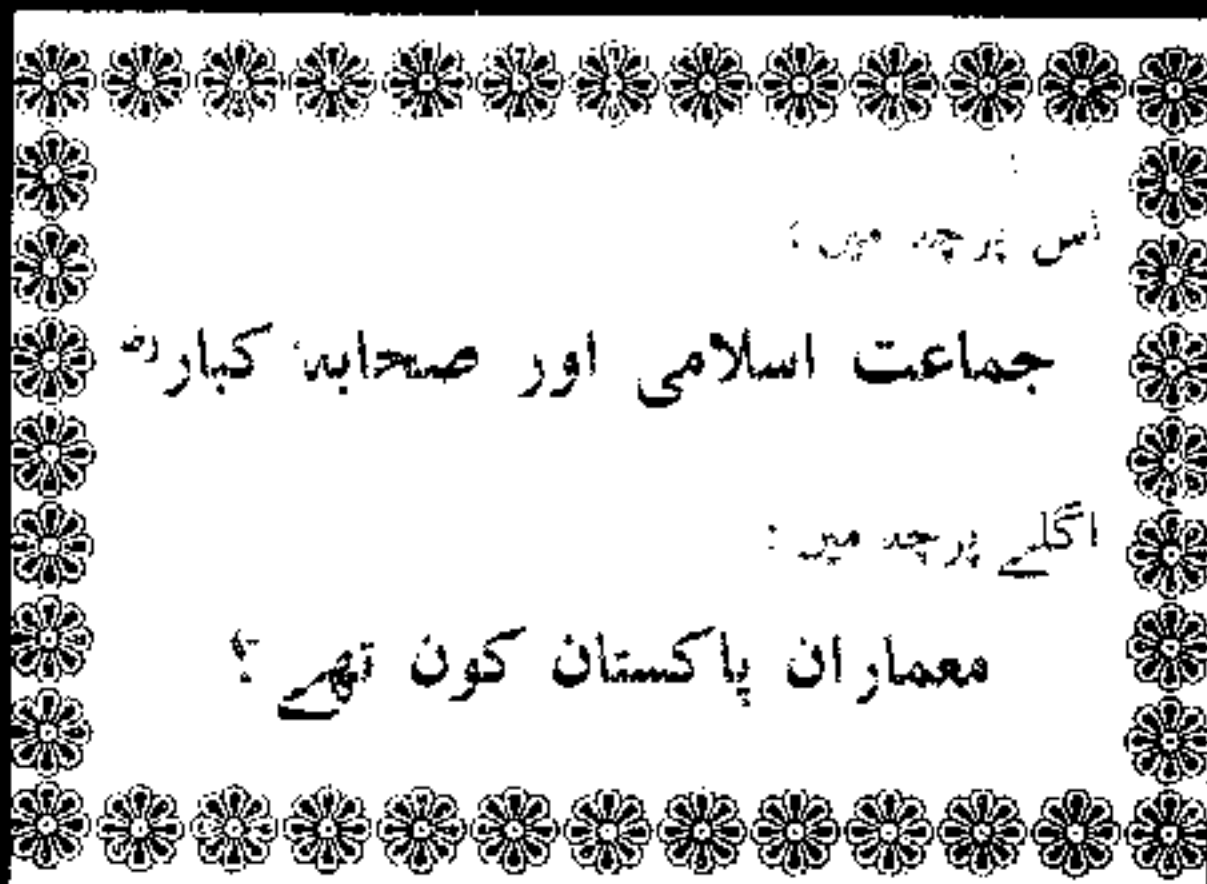 اس پرچہ میں :
جماعت اسلامی اور صحابہ کبارؓ
اگلے پرچہ میں :
معماران پاکستان کون تھے ؟